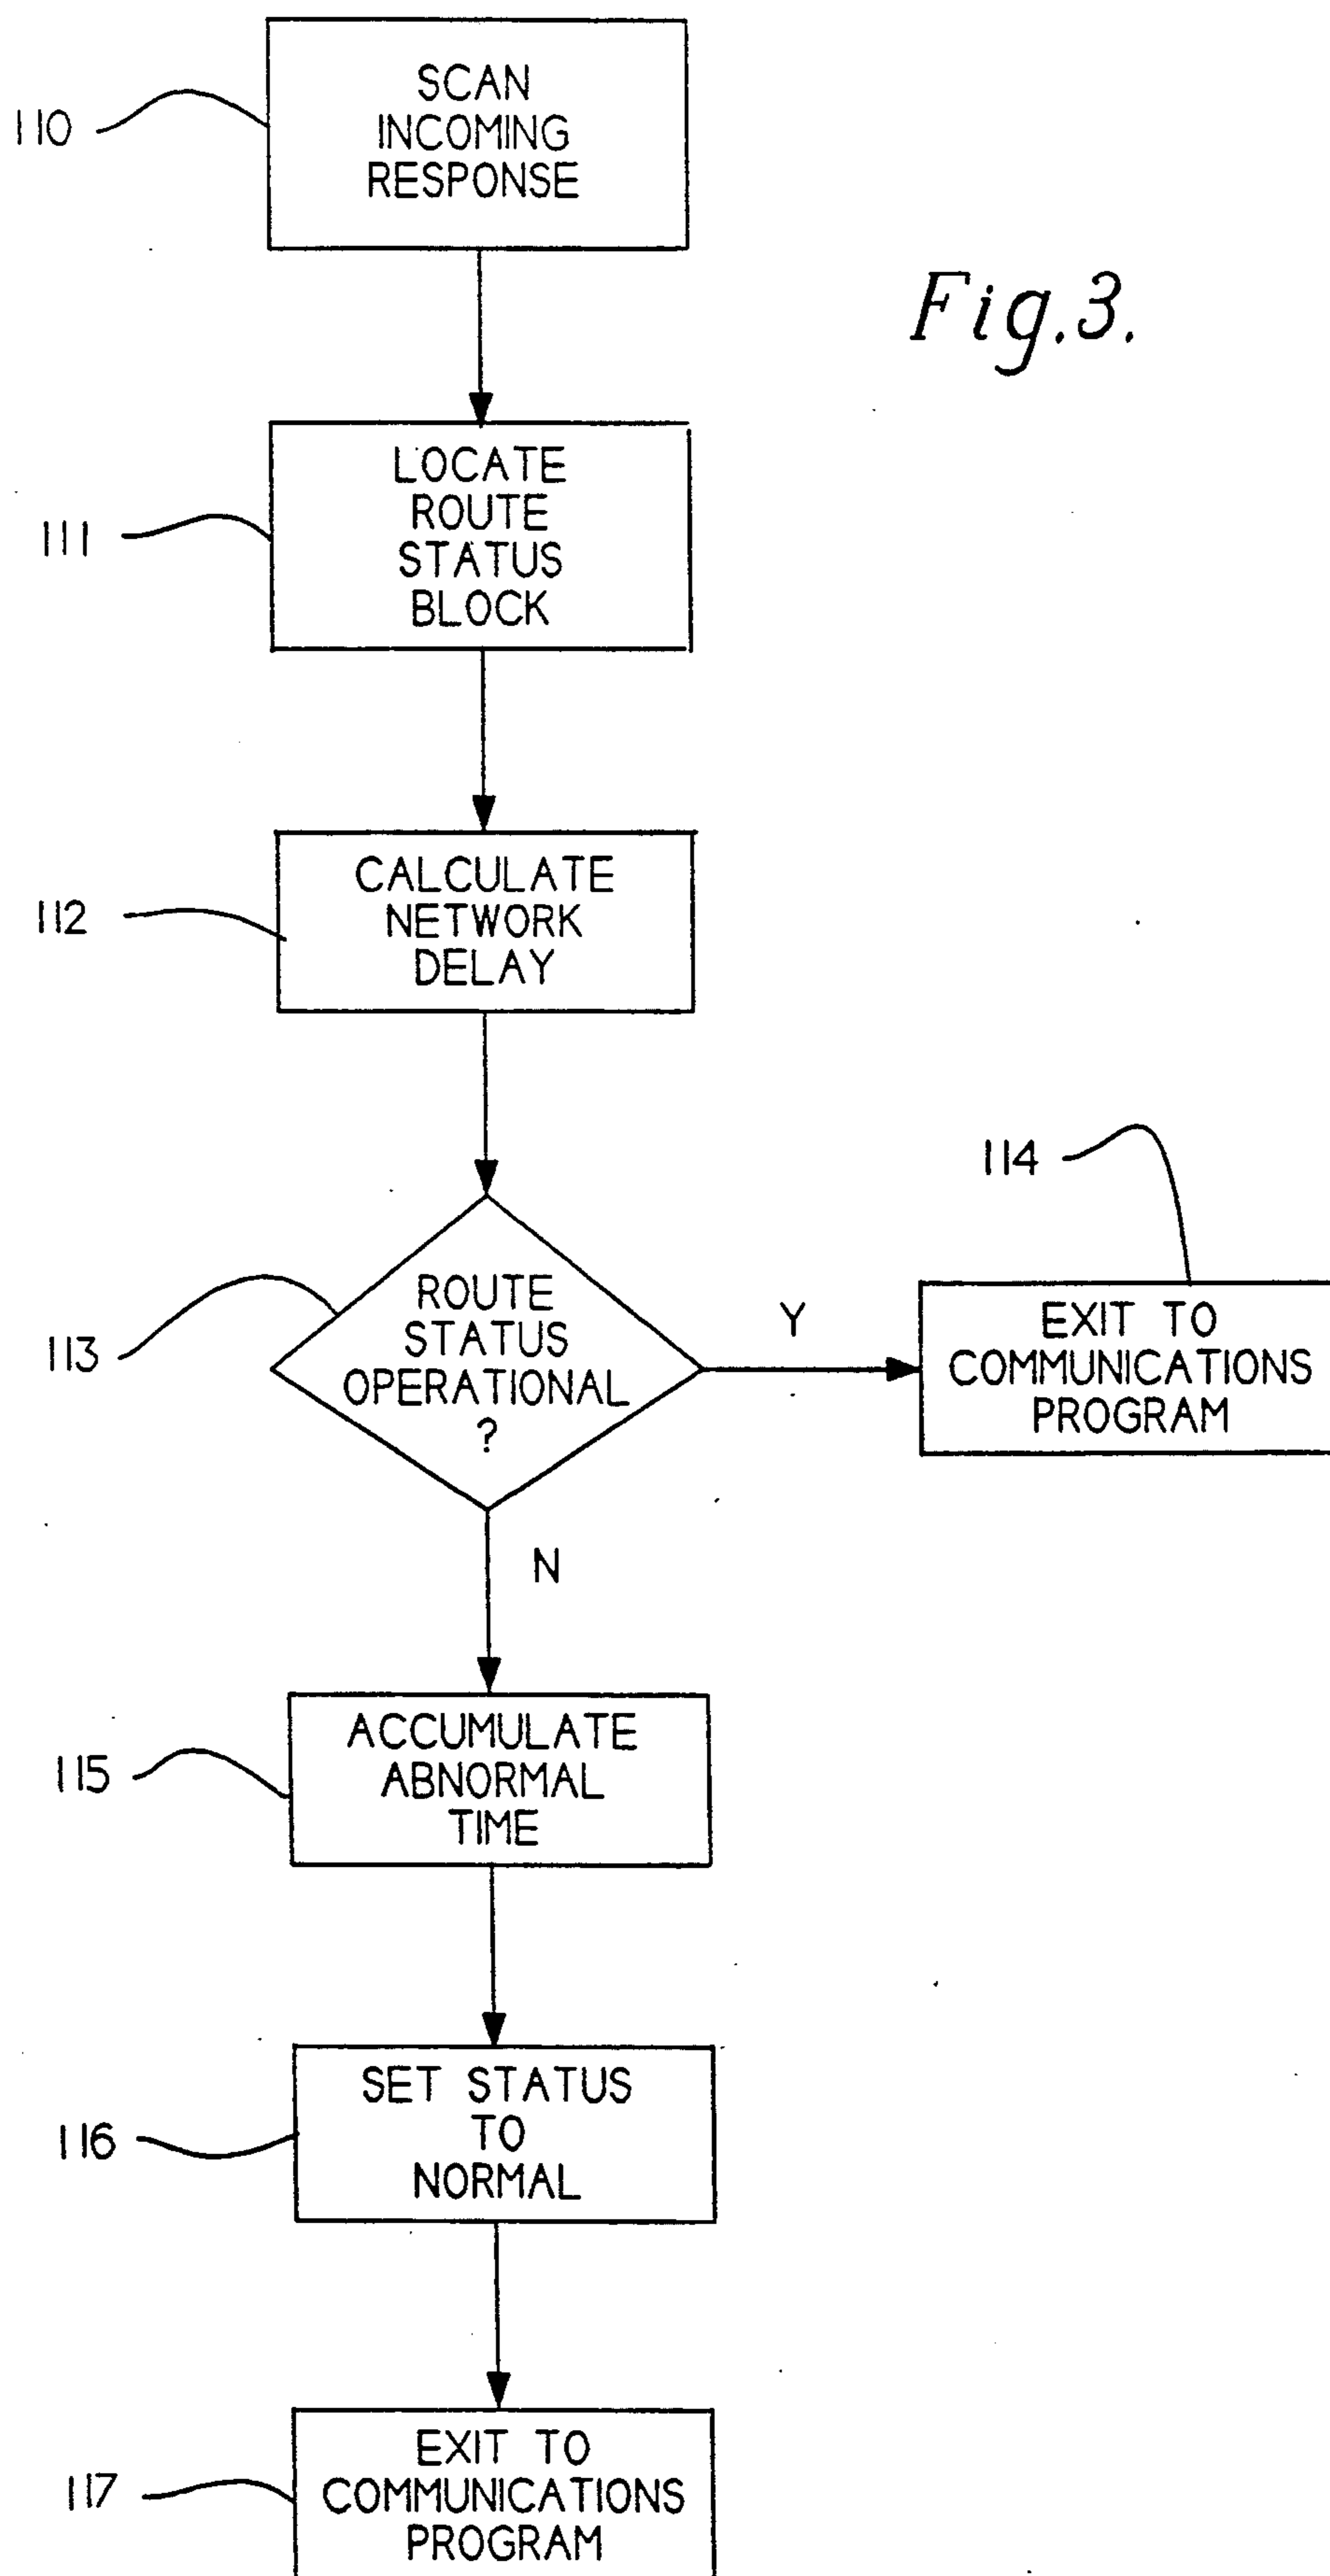 110
SCAN
INCOMING
RESPONSE
Fig.3.
111
LOCATE
ROUTE
STATUS
BLOCK
112
CALCULATE
NETWORK
DELAY
113
ROUTE
STATUS
OPERATIONAL
?
Y
114
EXIT TO
COMMUNICATIONS
PROGRAM
N
115
ACCUMULATE
ABNORMAL
TIME
116
SET STATUS
TO
NORMAL
117
EXIT TO
COMMUNICATIONS
PROGRAM